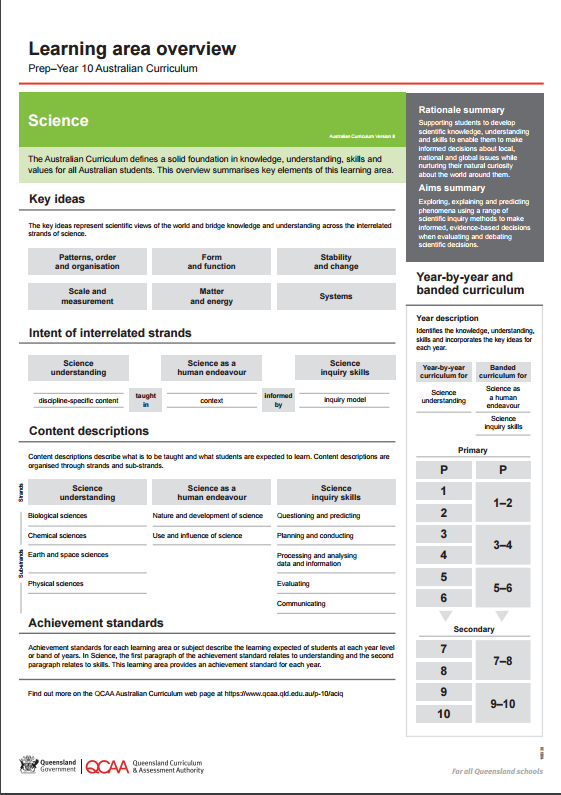 Learning area overview
Prep–Year 10 Australian Curriculum
Science
Australian Curriculum Version 8
The Australian Curriculum defines a solid foundation in knowledge, understanding, skills and
values for all Australian students. This overview summarises key elements of this learning area.
Key ideas
The key ideas represent scientific views of the world and bridge knowledge and understanding across the interrelated
strands of science.
Patterns, order
and organisation
Form
and function
Stability
and change
Scale and
measurement
Matter
and energy
Systems
Intent of interrelated strands
Science
understanding
Science as a
human endeavour
Science
inquiry skills
discipline-specific content
taught
in
context
informed
by
inquiry model
Content descriptions
Content descriptions describe what is to be taught and what students are expected to learn. Content descriptions are
organised through strands and sub-strands.
Strands
Science
understanding
Science as a
human endeavour
Science
inquiry skills
Substrands
Biological sciences
Nature and development of science
Questioning and predicting
Chemical sciences
Use and influence of science
Planning and conducting
Earth and space sciences
Processing and analysing
data and information
Physical sciences
Evaluating
Communicating
Achievement standards
Achievement standards for each learning area or subject describe the learning expected of students at each year level
or band of years. In Science, the first paragraph of the achievement standard relates to understanding and the second
paragraph relates to skills. This learning area provides an achievement standard for each year.
Find out more on the QCAA Australian Curriculum web page at https://www.qcaa.qld.edu.au/p-10/aciq
Rationale summary
Supporting students to develop
scientific knowledge, understanding
and skills to enable them to make
informed decisions about local,
national and global issues while
nurturing their natural curiosity
about the world around them.
Aims summary
Exploring, explaining and predicting
phenomena using a range of
scientific inquiry methods to make
informed, evidence-based decisions
when evaluating and debating
scientific decisions.
Year-by-year and
banded curriculum
Year description
Identifies the knowledge, understanding,
skills and incorporates the key ideas for
each year.
Year-by-year
curriculum for
Banded
curriculum for
Science
understanding
Science as
a human
endeavour
Science
inquiry skills
Primary
P
P
1
2
1–2
3
4
3–4
5
6
5–6
Secondary
7
8
7–8
9
10
9–10
Queensland
Government
QCAA
Queensland Curriculum
& Assessment Authority
For all Queensland schools